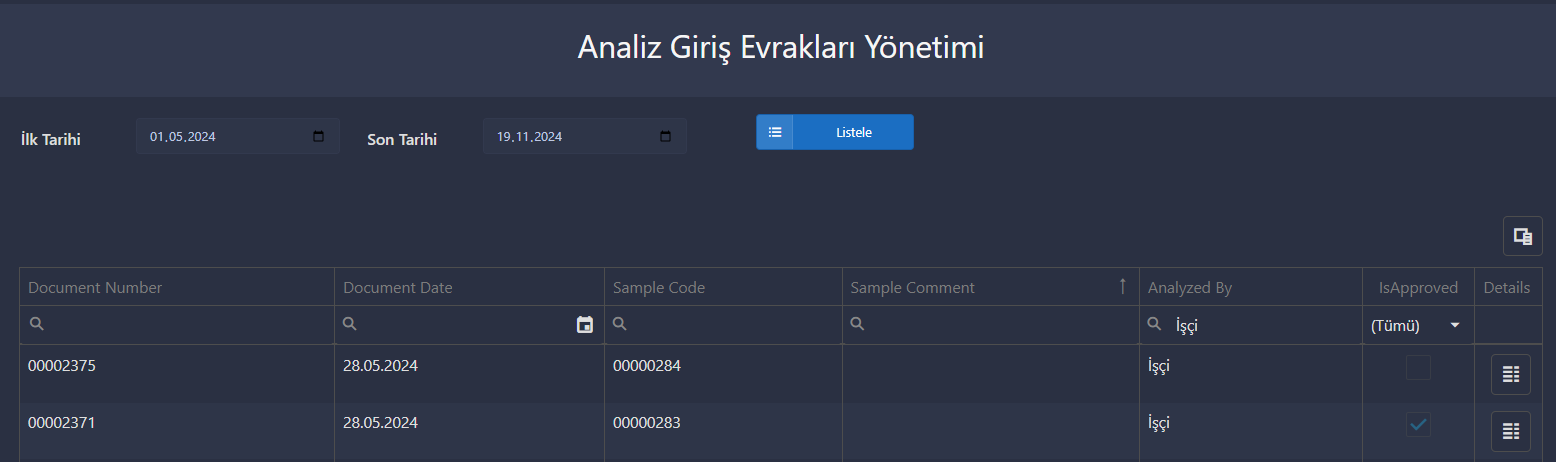 Analiz Giriş Evrakları Yönetimi
İlk Tarihi 01.05.2024 Son Tarihi 19.11.2024 Listele
Document Number Document Date Sample Code Sample Comment Analyzed By IsApproved Details
İşçi (Tümü)
00002375 28.05.2024 00000284 İşçi
00002371 28.05.2024 00000283 İşçi